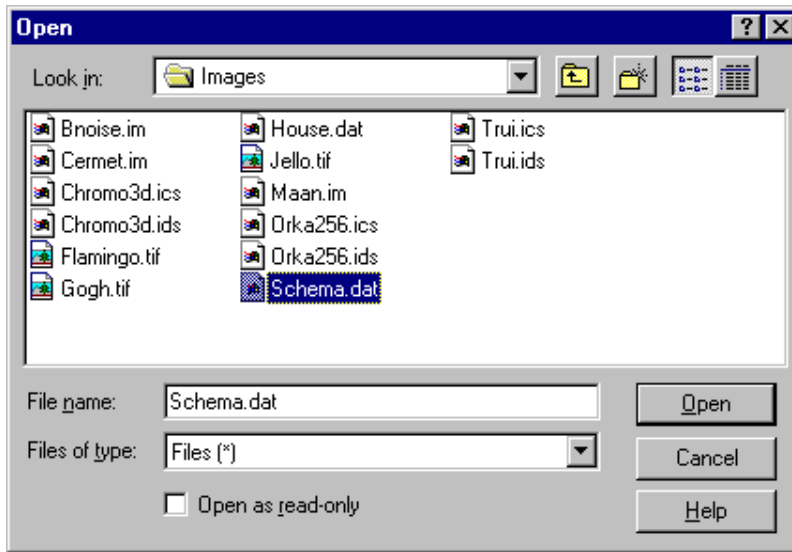 Open
Look in: Images
Bnoise.im House.dat Trui.ics
Cermet.im Jello.tif Trui.ids
Chromo3d.ics Maan.im
Chromo3d.ids Orka256.ics
Flamingo.tif Orka256.ids
Gogh.tif Schema.dat
File name: Schema.dat Open
Files of type: Files (*) Cancel
Open as read-only Help